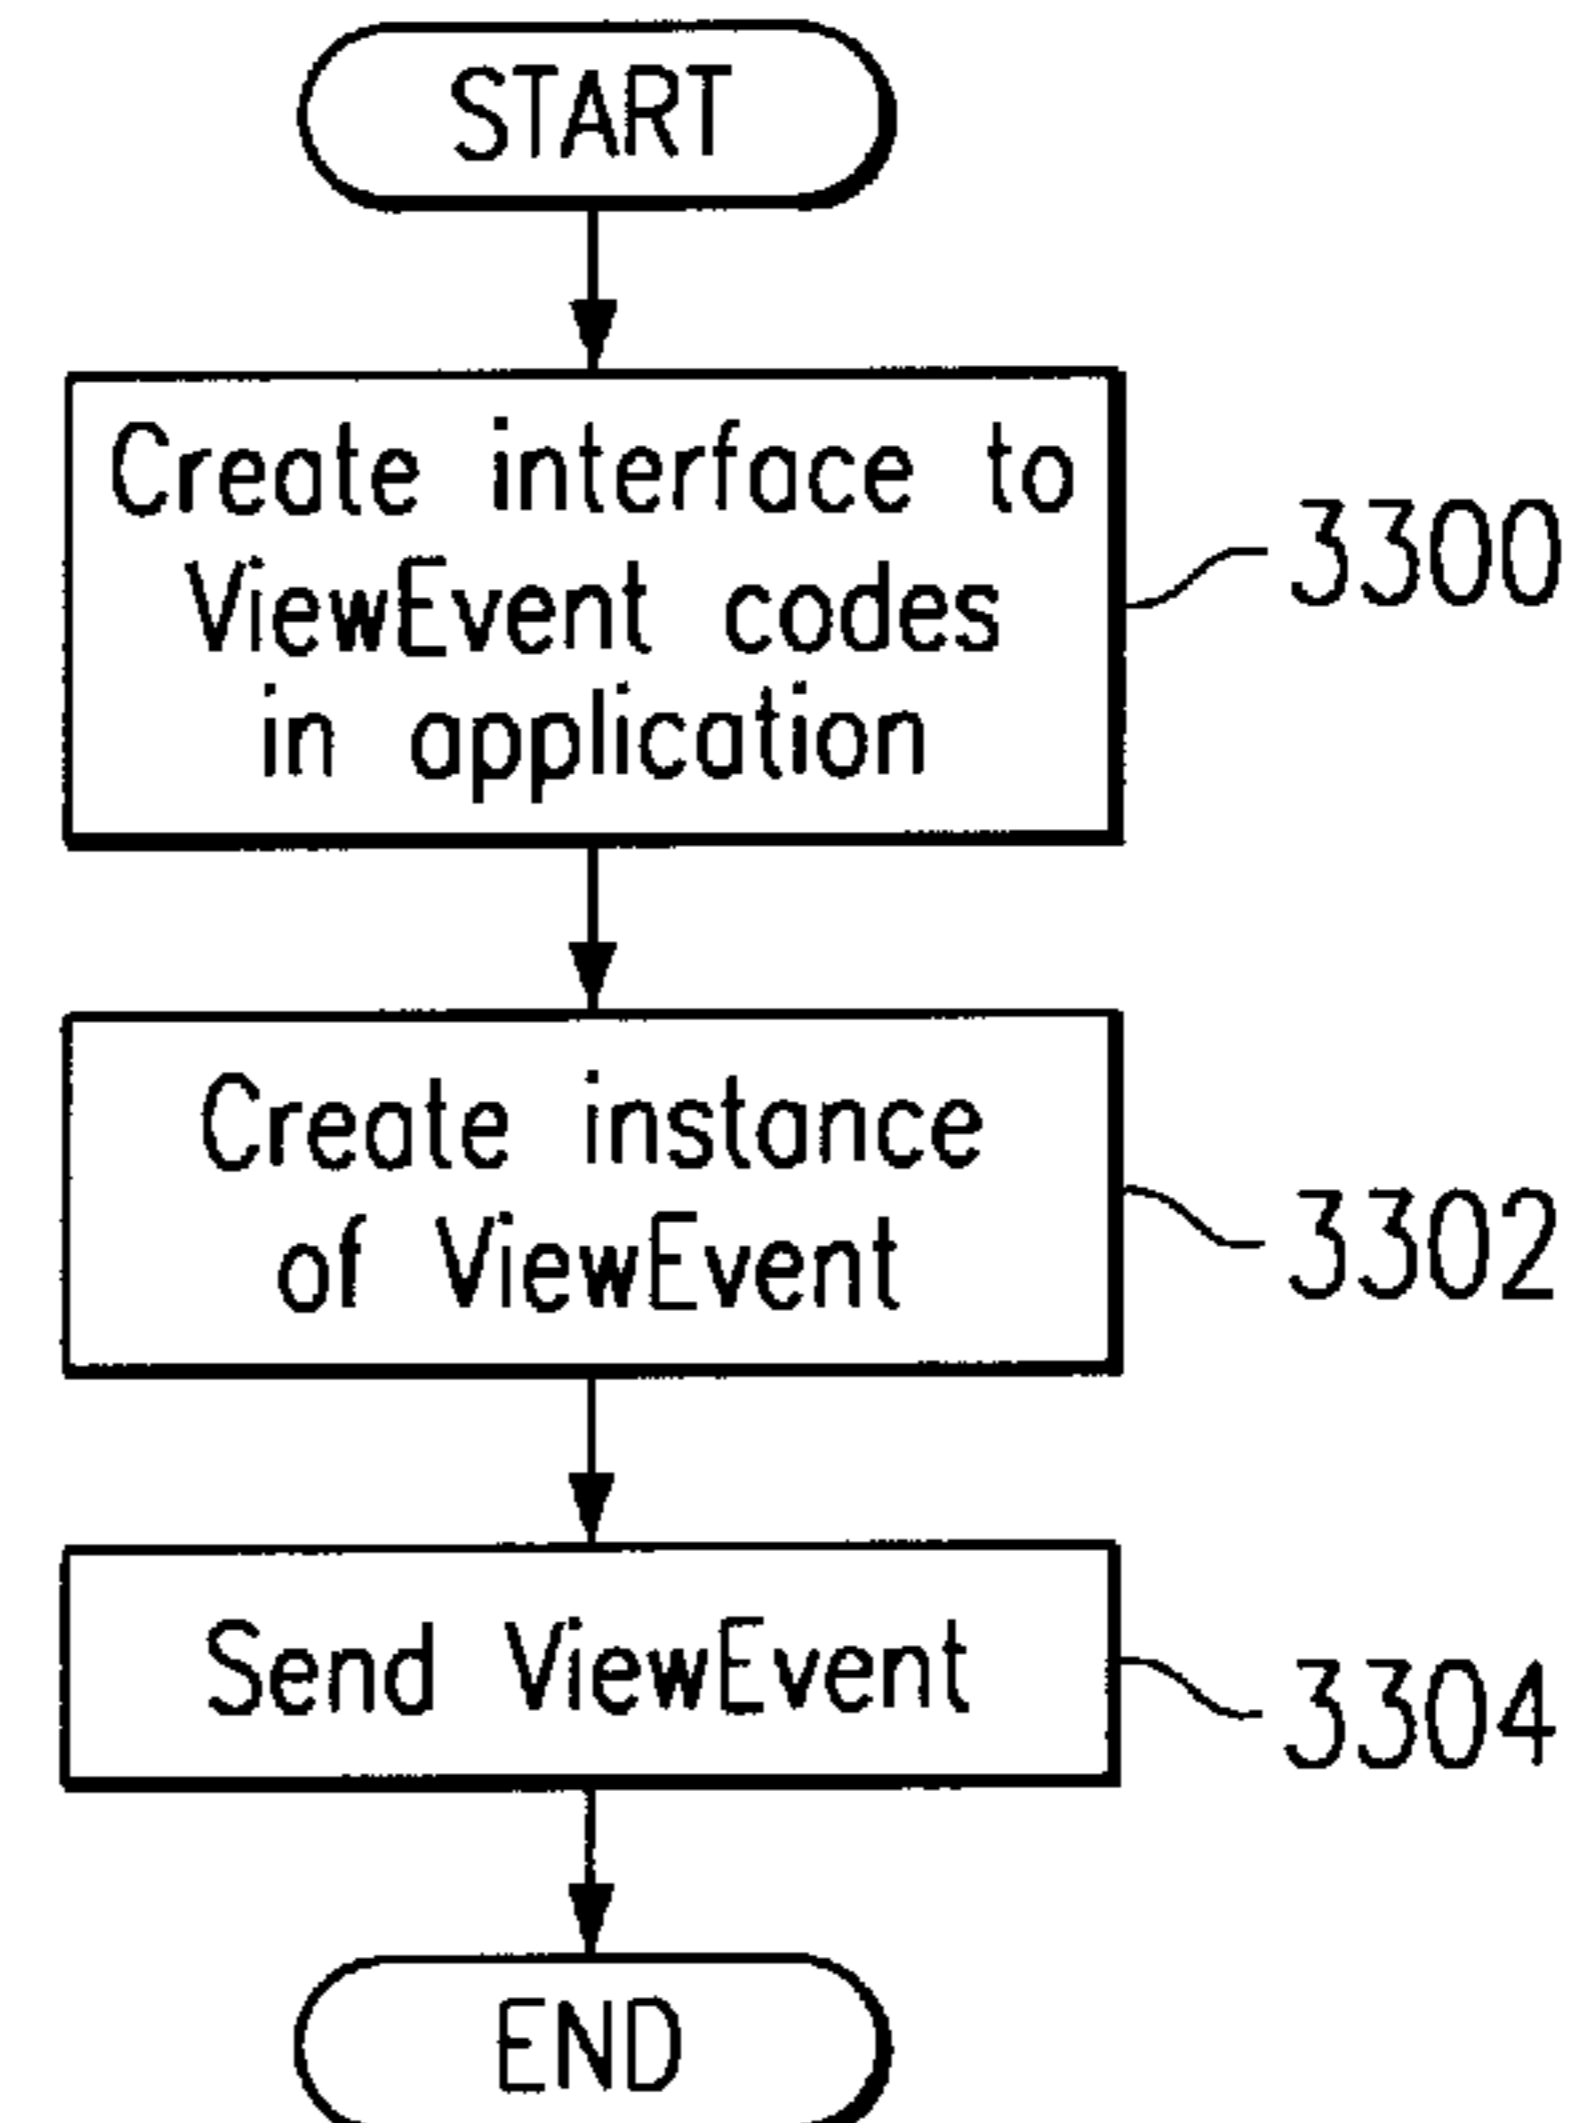 START
Create interface to
ViewEvent codes
in application
3300
Create instance
of ViewEvent
3302
Send ViewEvent
3304
END